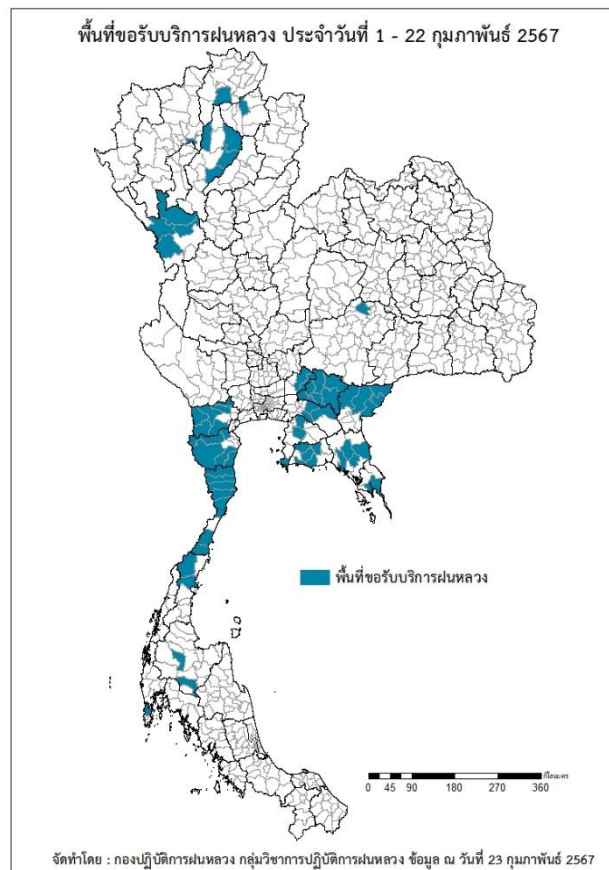 พื้นที่ขอรับบริการฝนหลวง ประจำวันที่ 1 - 22 กุมภาพันธ์ 2567
พื้นที่ขอรับบริการฝนหลวง
กิโลเมตร
0 45 90 180 270 360
จัดทำโดย : กองปฏิบัติการฝนหลวง กลุ่มวิชาการปฏิบัติการฝนหลวง ข้อมูล ณ วันที่ 23 กุมภาพันธ์ 2567